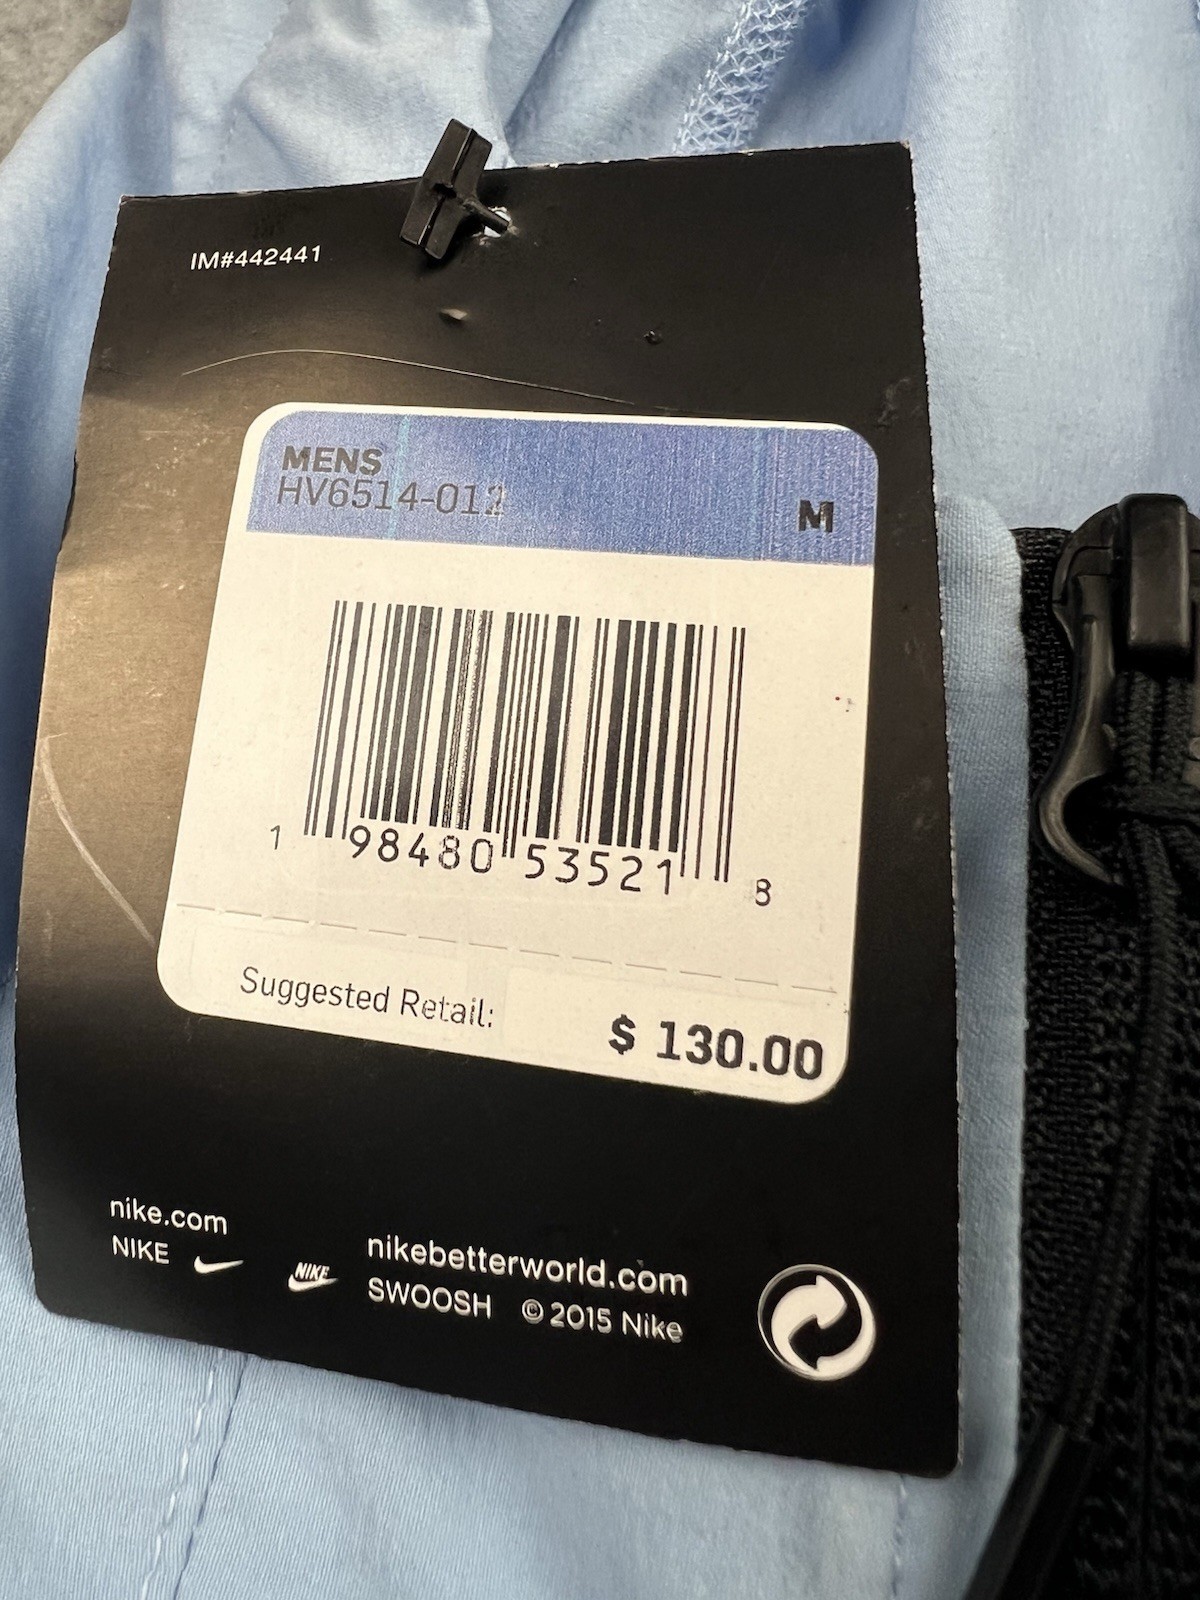 IM#442441
MENS
HV6514-012
M
1 98480 53521 8
Suggested Retail:
$ 130.00
nike.com
NIKE
NIKE
nikebetterworld.com
SWOOSH © 2015 Nike